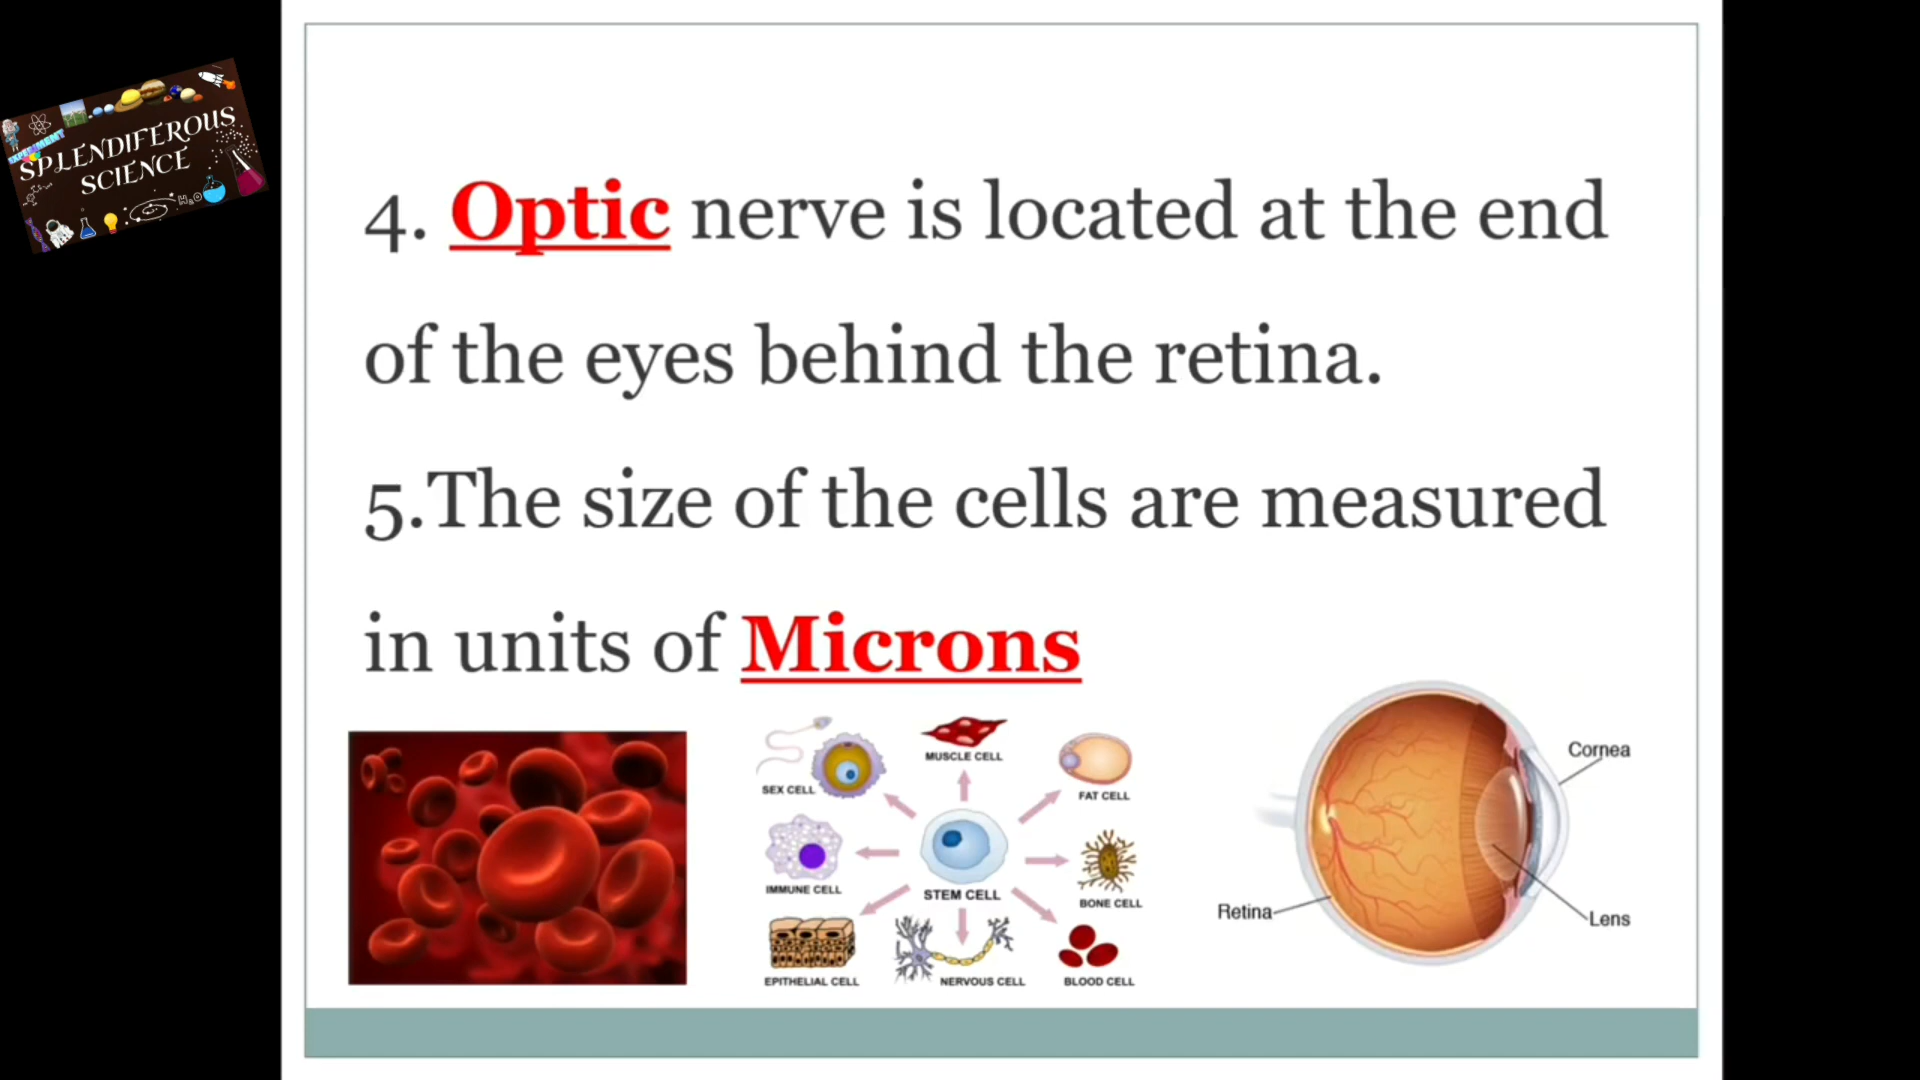 EXPERIMENT
SPLENDIFEROUS
SCIENCE
H₂O
4. Optic nerve is located at the end
of the eyes behind the retina.
5.The size of the cells are measured
in units of Microns
SEX CELL
MUSCLE CELL
FAT CELL
IMMUNE CELL
STEM CELL
BONE CELL
EPITHELIAL CELL
NERVOUS CELL
BLOOD CELL
Cornea
Retina
Lens